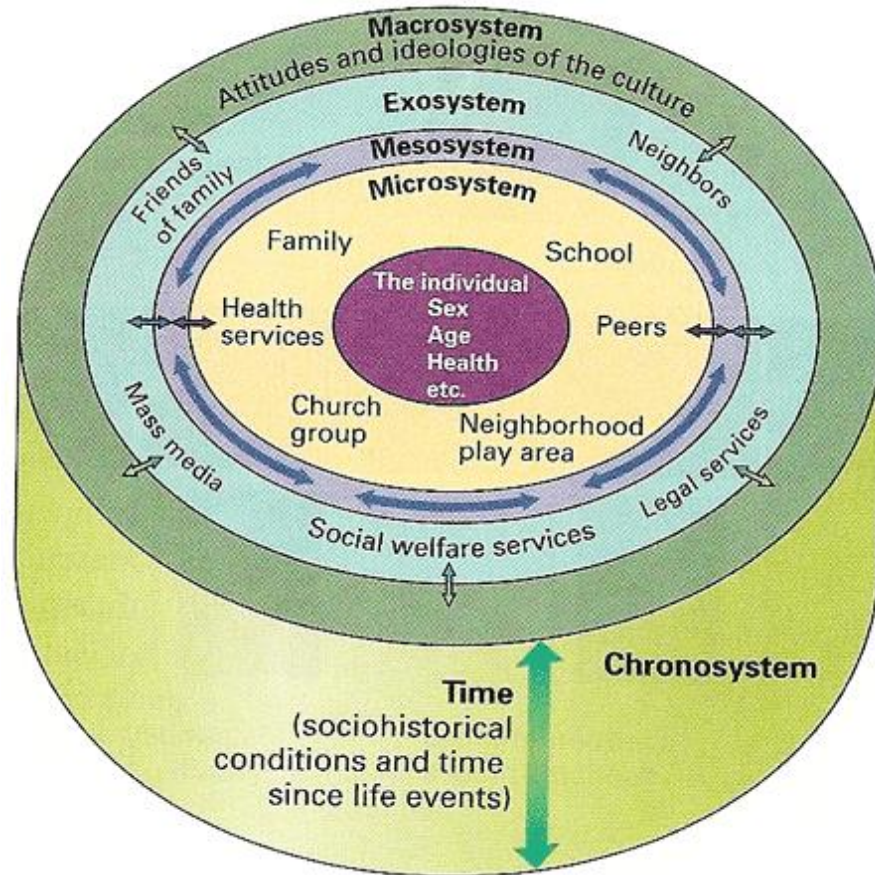 Macrosystem
Attitudes and ideologies of the culture
Exosystem
Mesosystem
Microsystem
Friends
of family
Neighbors
Family
School
The individual
Sex
Age
Health
etc.
Health
services
Peers
Church
group
Neighborhood
play area
Mass media
Legal services
Social welfare services
Chronosystem
Time
(sociohistorical
conditions and time
since life events)